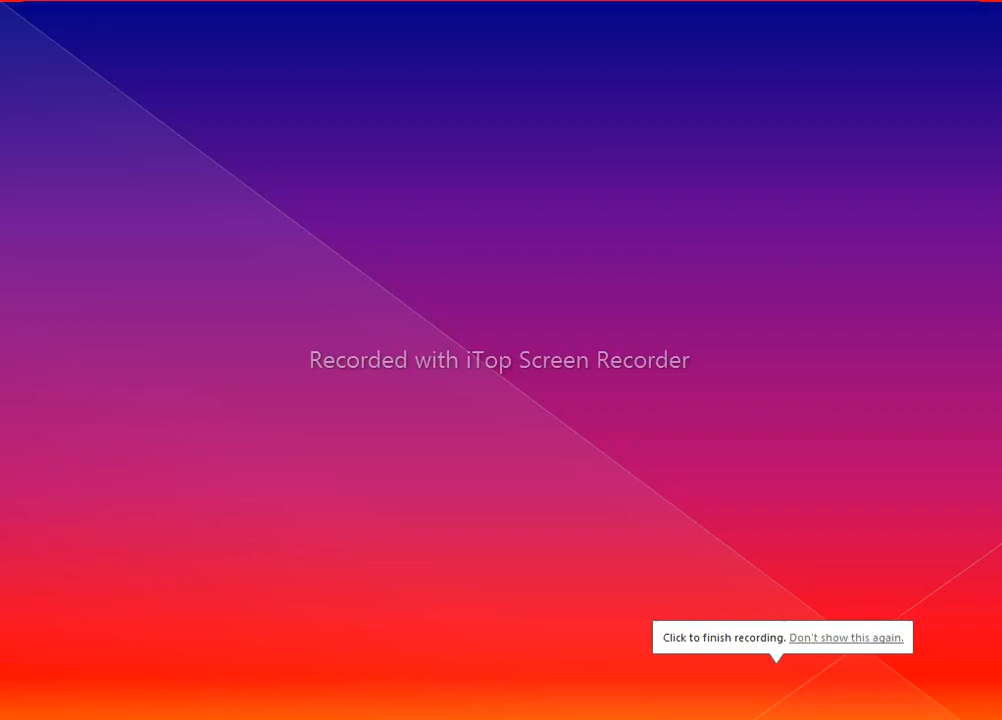 Recorded with iTop Screen Recorder
Click to finish recording. Don't show this again.